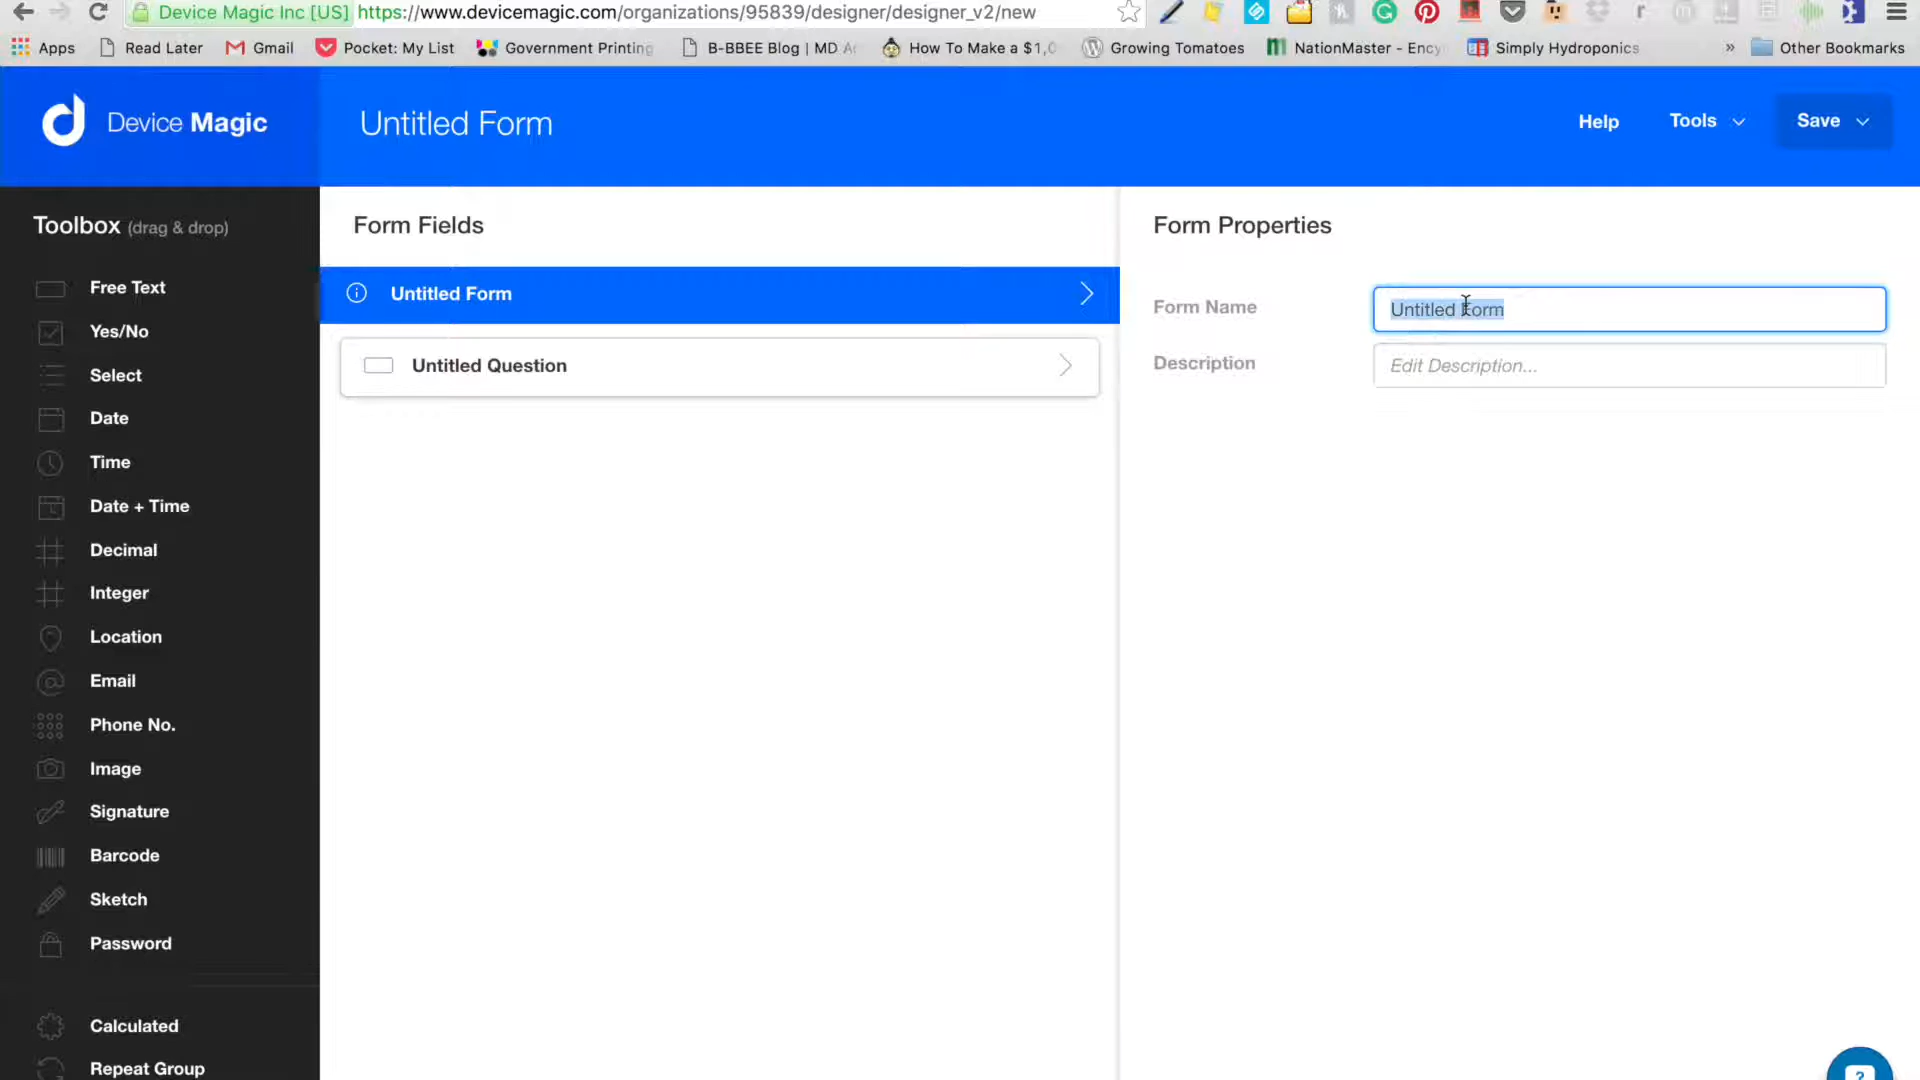 Device Magic Inc [US] https://www.devicemagic.com/organizations/95839/designer/designer_v2/new
Apps Read Later Gmail Pocket: My List Government Printing B-BBEE Blog | MD How To Make a $1, Growing Tomatoes NationMaster - Ency Simply Hydroponics » Other Bookmarks
Device Magic
Untitled Form
Help
Tools
Save
Toolbox (drag & drop)
Free Text
Yes/No
Select
Date
Time
Date + Time
Decimal
Integer
Location
Email
Phone No.
Image
Signature
Barcode
Sketch
Password
Calculated
Repeat Group
Form Fields
Untitled Form
Untitled Question
Form Properties
Form Name
Untitled Form
Description
Edit Description...
?